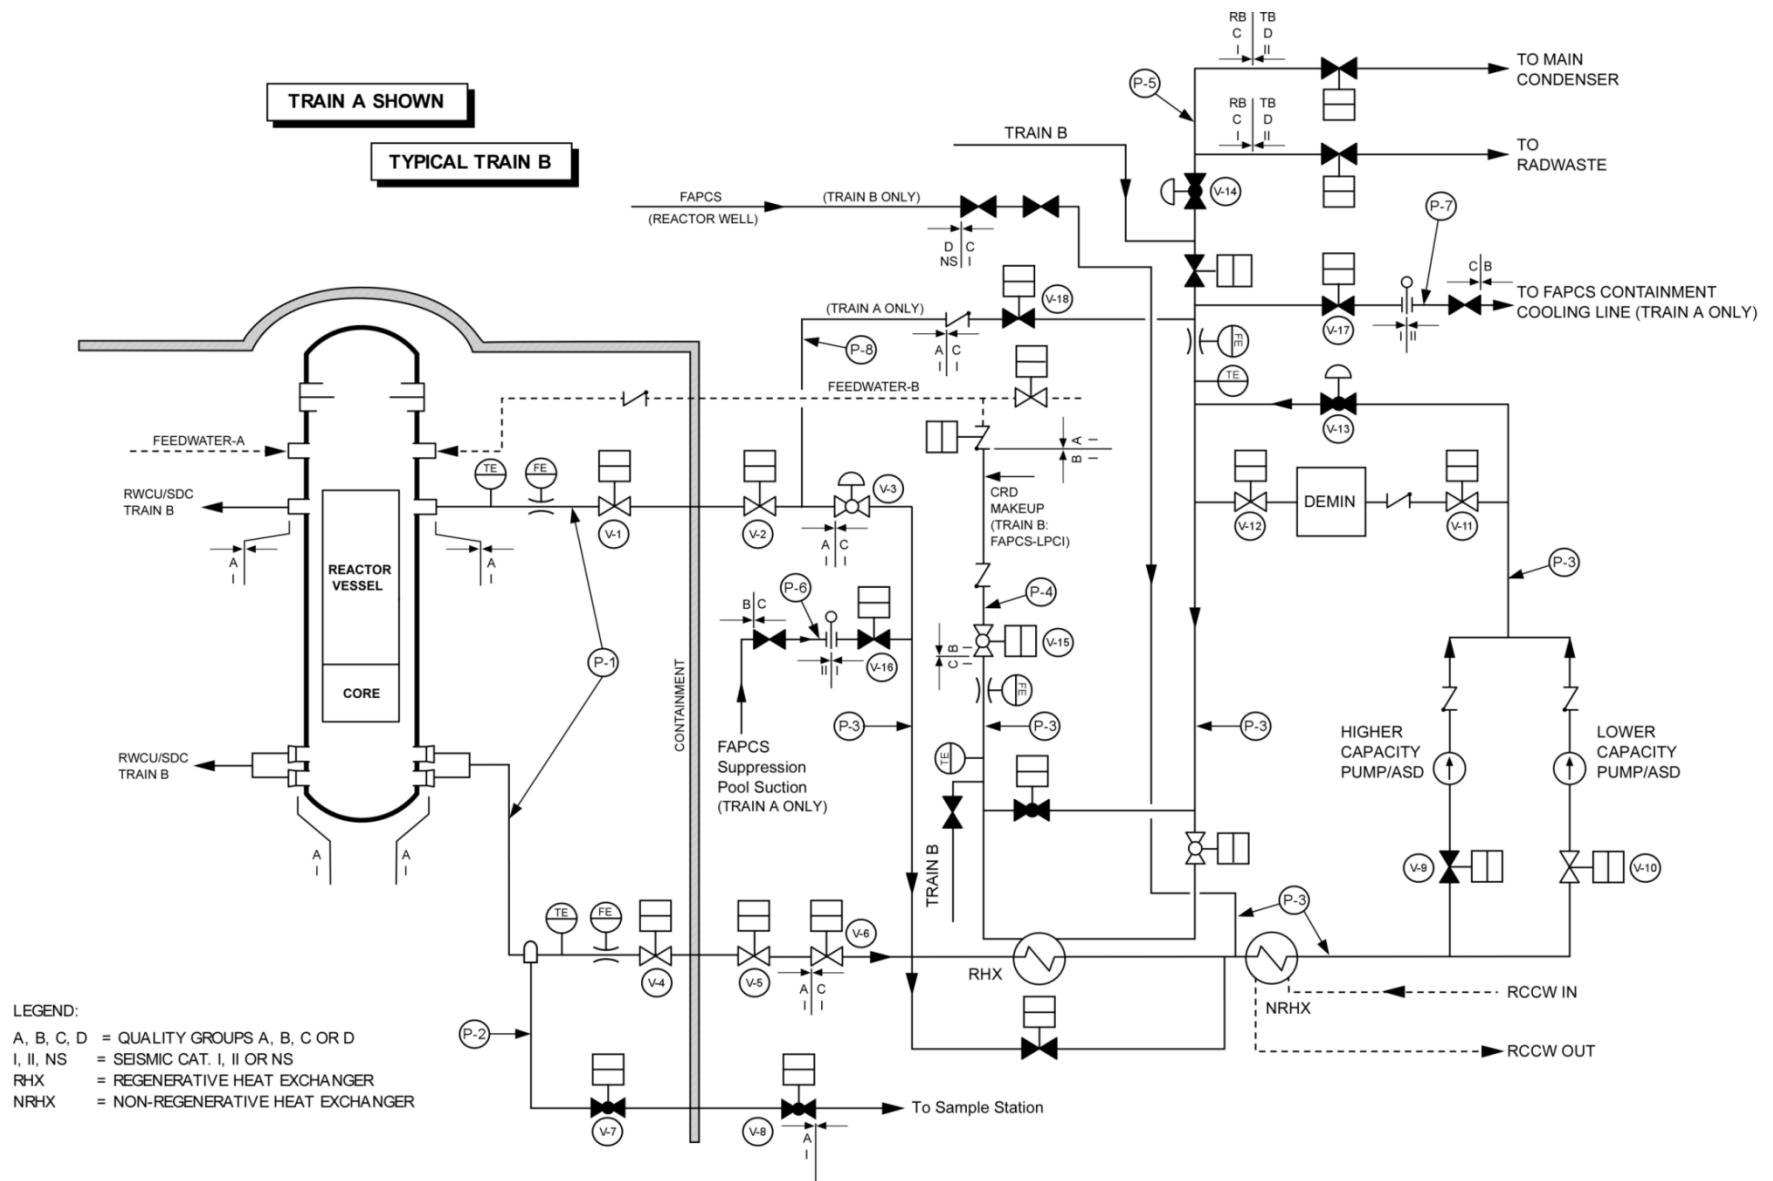 TRAIN A SHOWN
TYPICAL TRAIN B
RB TB
C D
I II
TO MAIN
CONDENSER
P-5
RB TB
C D
I II
TO
RADWASTE
TRAIN B
V-14
FAPCS
(TRAIN B ONLY)
(REACTOR WELL)
D C
NS I
P-7
C B
TO FAPCS CONTAINMENT
COOLING LINE (TRAIN A ONLY)
V-17
I II
V-18
(TRAIN A ONLY)
A C
I I
P-8
FE
TE
FEEDWATER-B
V-13
FEEDWATER-A
A I
B I
TE
FE
V-3
RWCU/SDC
TRAIN B
V-1
V-2
A C
I I
CRD
MAKEUP
(TRAIN B:
FAPCS-LPCI)
V-12
DEMIN
V-11
A
I
A
I
REACTOR
VESSEL
P-3
P-6
P-4
B C
V-16
II I
B I
C I
V-15
FE
P-1
CORE
CONTAINMENT
P-3
P-3
P-3
FAPCS
Suppression
Pool Suction
(TRAIN A ONLY)
TE
HIGHER
CAPACITY
PUMP/ASD
LOWER
CAPACITY
PUMP/ASD
RWCU/SDC
TRAIN B
A
I
A
I
TRAIN B
V-9
V-10
P-3
TE
FE
V-6
V-4
V-5
A C
I I
RHX
NRHX
RCCW IN
RCCW OUT
P-2
V-7
V-8
A
I
To Sample Station
LEGEND:
A, B, C, D = QUALITY GROUPS A, B, C OR D
I, II, NS = SEISMIC CAT. I, II OR NS
RHX = REGENERATIVE HEAT EXCHANGER
NRHX = NON-REGENERATIVE HEAT EXCHANGER